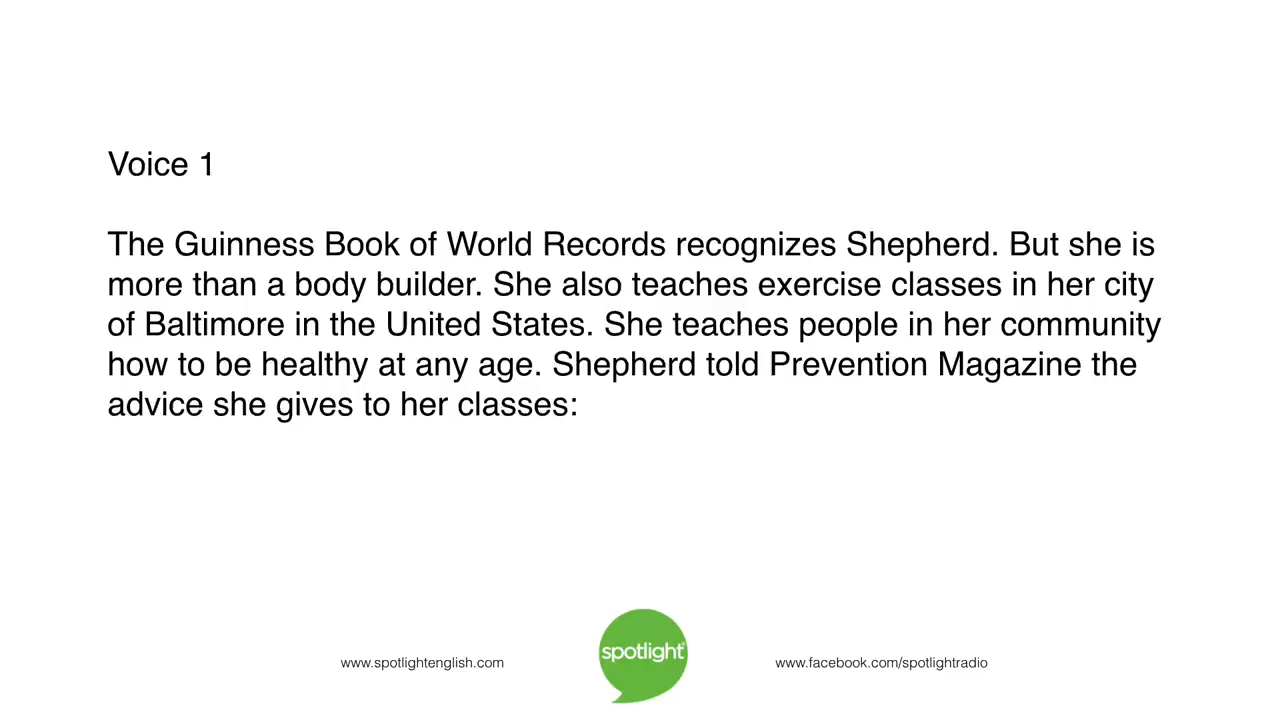 Voice 1
The Guinness Book of World Records recognizes Shepherd. But she is
more than a body builder. She also teaches exercise classes in her city
of Baltimore in the United States. She teaches people in her community
how to be healthy at any age. Shepherd told Prevention Magazine the
advice she gives to her classes:
www.spotlightenglish.com
spotlight
www.facebook.com/spotlightradio